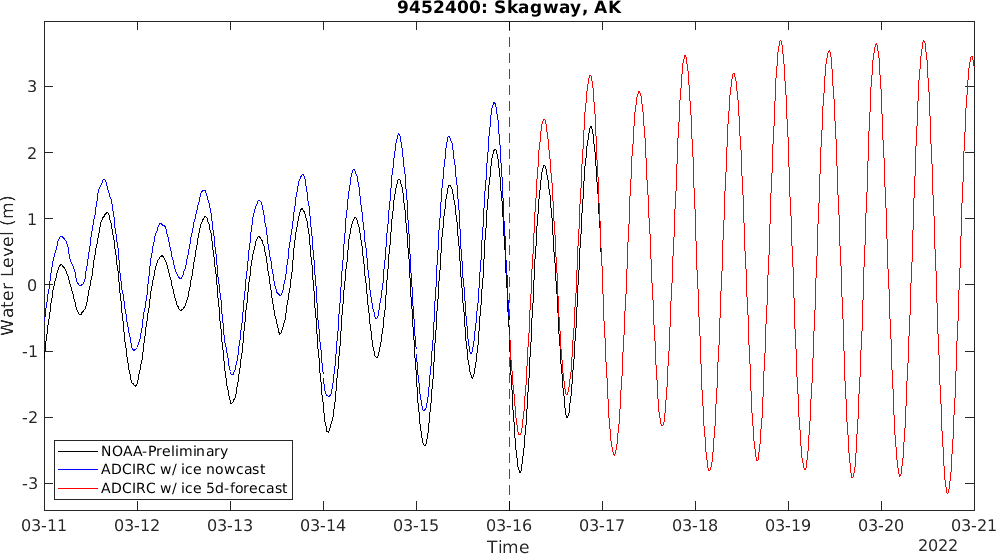 9452400: Skagway, AK
Water Level (m)
3
2
1
0
-1
-2
-3
NOAA-Preliminary
ADCIRC w/ ice nowcast
ADCIRC w/ ice 5d-forecast
03-11 03-12 03-13 03-14 03-15 03-16 03-17 03-18 03-19 03-20 03-21
Time
2022